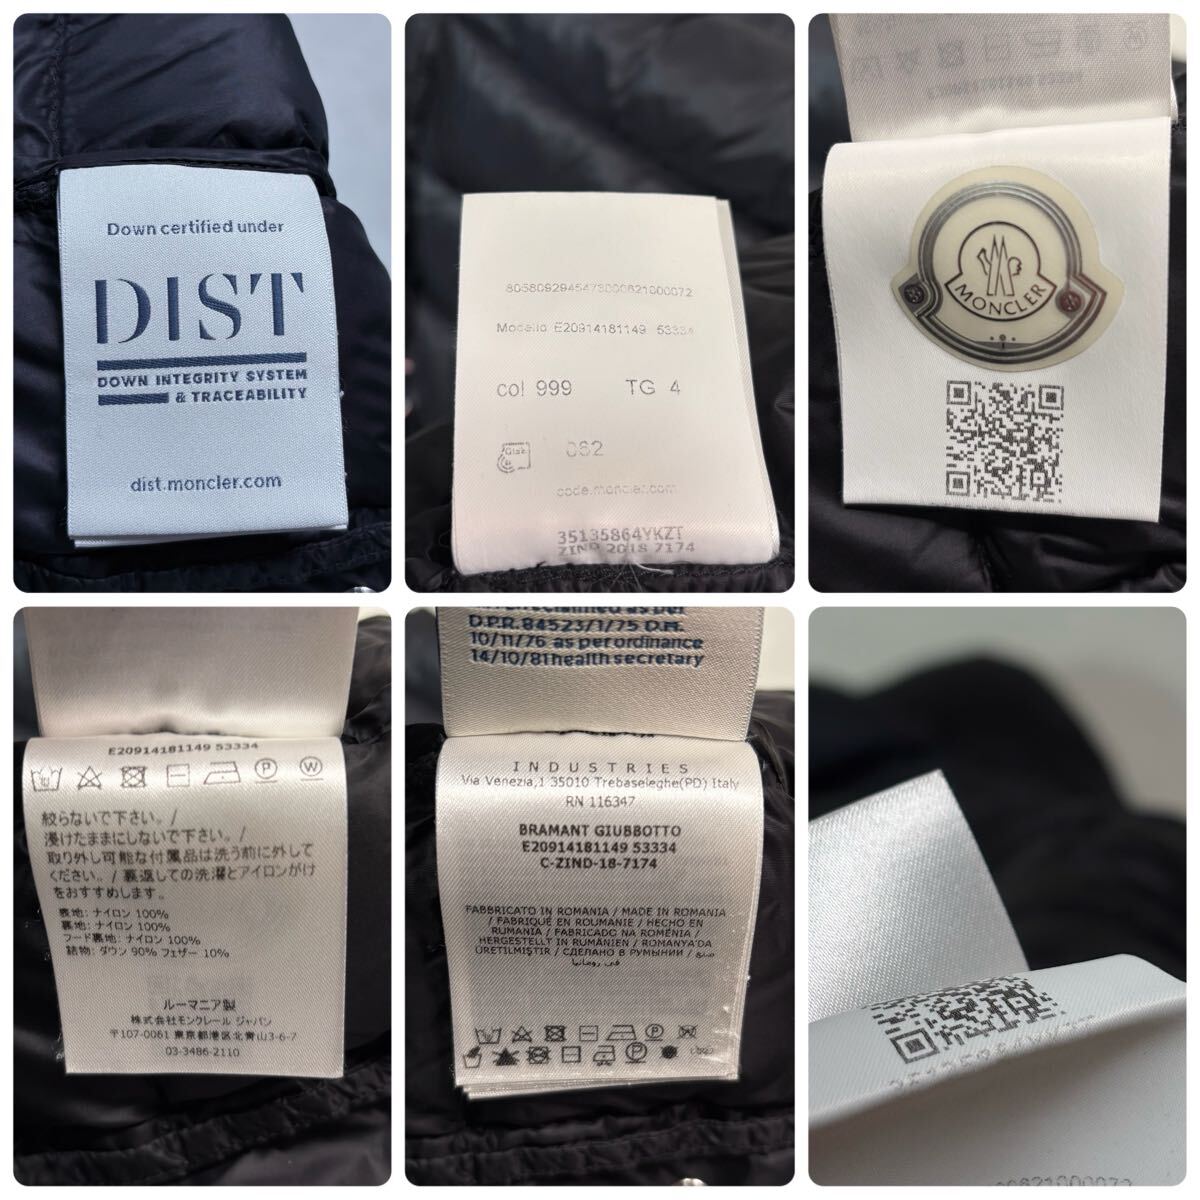 Down certified under
DIST
DOWN INTEGRITY SYSTEM
& TRACEABILITY
dist.moncler.com
8058092945478000621000072
Modello E20914181149 53334
col 999 TG 4
062
code.moncler.com
35135864YKZT
ZIND 2018 7174
MONCLER
E20914181149 53334
絞らないで下さい。/
浸けたままにしないで下さい。/
取り外し可能な付属品は洗う前に外して
ください。/ 裏返しての洗濯とアイロンがけ
をおすすめします。
表地: ナイロン 100%
裏地: ナイロン 100%
フード裏地: ナイロン 100%
詰物: ダウン 90% フェザー 10%
ルーマニア製
株式会社モンクレール ジャパン
〒107-0061 東京都港区北青山3-6-7
03-3486-2110
D.P.R. 84523/1/75 D.M.
10/11/76 as per ordinance
14/10/81 health secretary
INDUSTRIES
Via Venezia,1 35010 Trebaseleghe(PD) Italy
RN 116347
BRAMANT GIUBBOTTO
E20914181149 53334
C-ZIND-18-7174
FABBRICATO IN ROMANIA / MADE IN ROMANIA
/ FABRIQUÉ EN ROUMANIE / HECHO EN
RUMANIA / FABRICADO NA ROMÉNIA /
HERGESTELLT IN RUMÄNIEN / ROMANYA'DA
ÜRETİLMİŞTİR / СДЕЛАНО В РУМЫНИИ / صنع
في رومانيا
00621000072